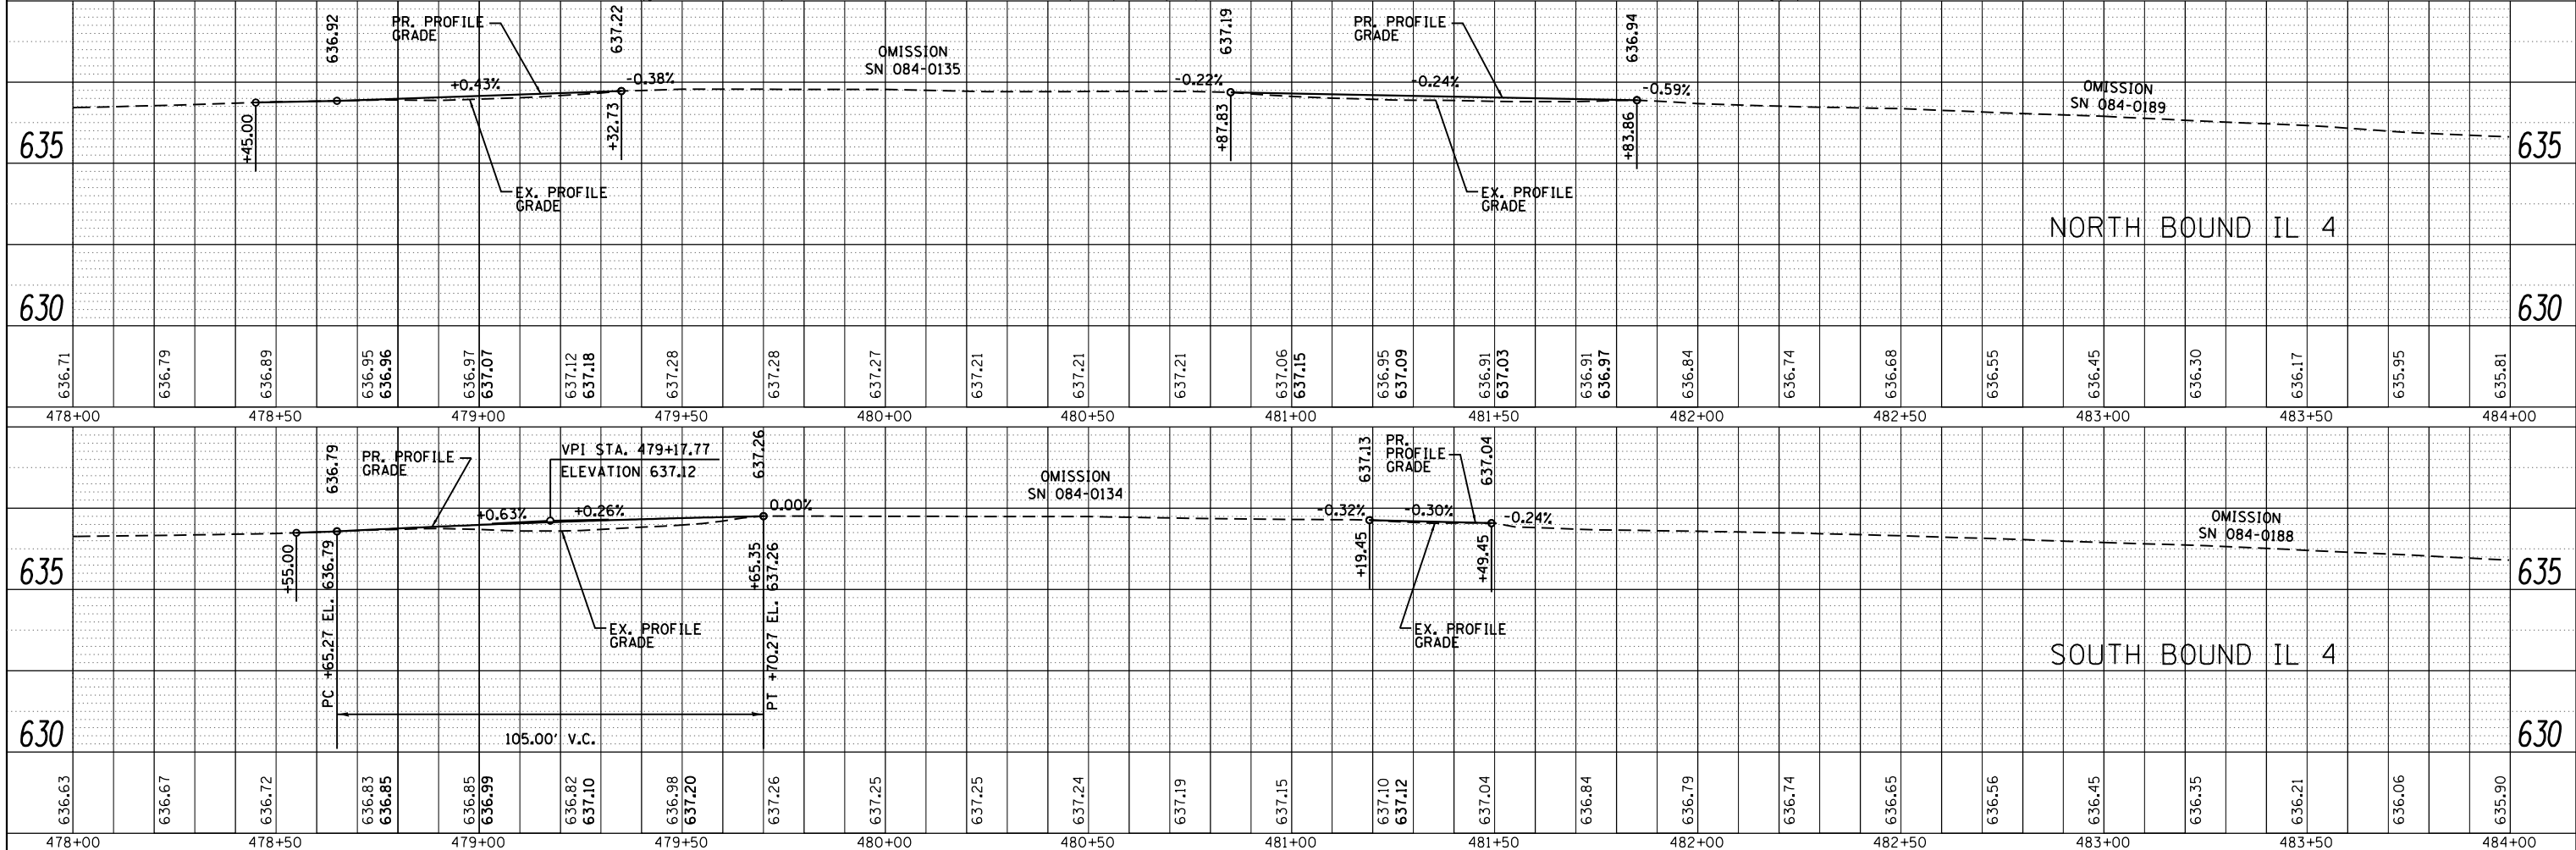 636.92
PR. PROFILE
GRADE
637.22
OMISSION
SN 084-0135
637.19
PR. PROFILE
GRADE
636.94
+0.43%
-0.38%
-0.22%
-0.24%
-0.59%
OMISSION
SN 084-0189
+45.00
+32.73
+87.83
+83.86
635
635
EX. PROFILE
GRADE
EX. PROFILE
GRADE
NORTH BOUND IL 4
630
630
636.71 636.79 636.89 636.95 636.96 636.97 637.07 637.12 637.18 637.28 637.28 637.27 637.21 637.21 637.21 637.06 637.15 636.95 637.09 636.91 637.03 636.91 636.97 636.84 636.74 636.68 636.55 636.45 636.30 636.17 635.95 635.81
478+00 478+50 479+00 479+50 480+00 480+50 481+00 481+50 482+00 482+50 483+00 483+50 484+00
636.79
PR. PROFILE
GRADE
VPI STA. 479+17.77
ELEVATION 637.12
637.26
OMISSION
SN 084-0134
637.13
PR.
PROFILE
GRADE
637.04
+0.63%
+0.26%
0.00%
-0.32%
-0.30%
-0.24%
OMISSION
SN 084-0188
+55.00
PC +65.27 EL. 636.79
+65.35
PT +70.27 EL. 637.26
+19.45
+49.45
635
635
EX. PROFILE
GRADE
EX. PROFILE
GRADE
SOUTH BOUND IL 4
105.00' V.C.
630
630
636.63 636.67 636.72 636.83 636.85 636.85 636.99 636.82 637.10 636.98 637.20 637.26 637.25 637.25 637.24 637.19 637.15 637.10 637.12 637.04 636.84 636.79 636.74 636.65 636.56 636.45 636.35 636.21 636.06 635.90
478+00 478+50 479+00 479+50 480+00 480+50 481+00 481+50 482+00 482+50 483+00 483+50 484+00